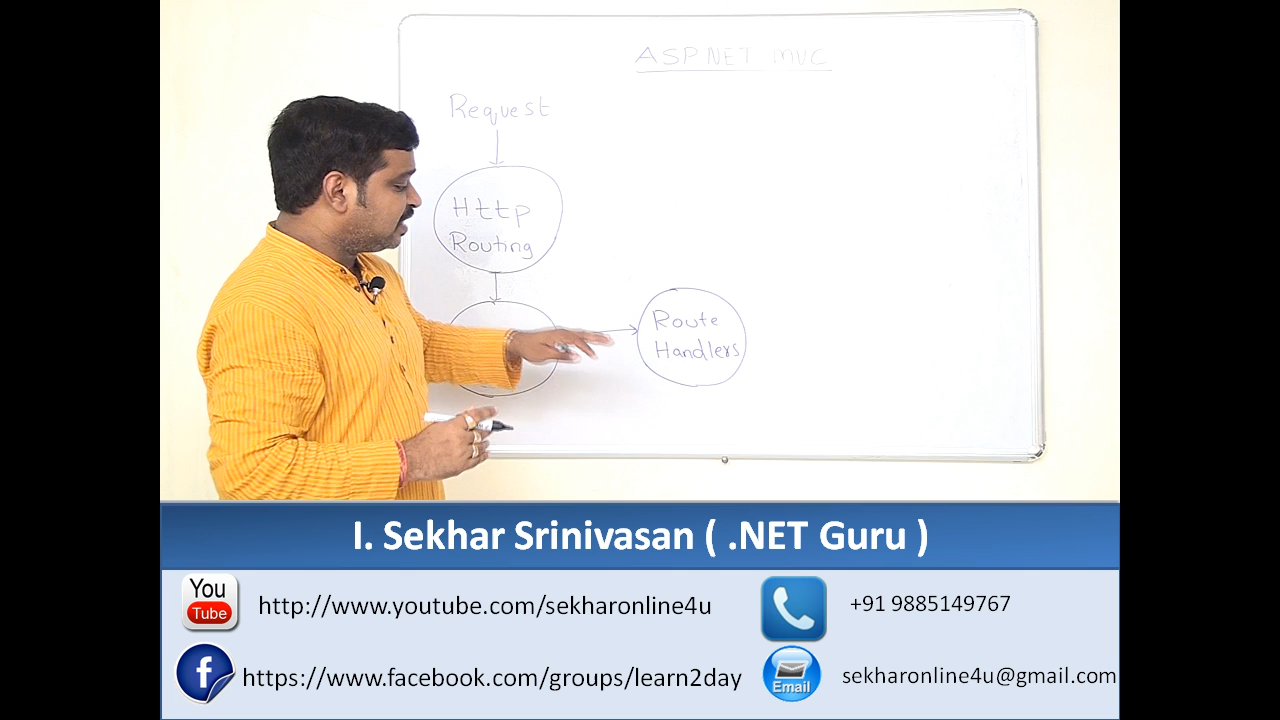 ASP.NET MVC
Request
Http
Routing
Route
Handlers
I. Sekhar Srinivasan ( .NET Guru )
You
Tube
http://www.youtube.com/sekharonline4u
+91 9885149767
f
https://www.facebook.com/groups/learn2day
Email
sekharonline4u@gmail.com